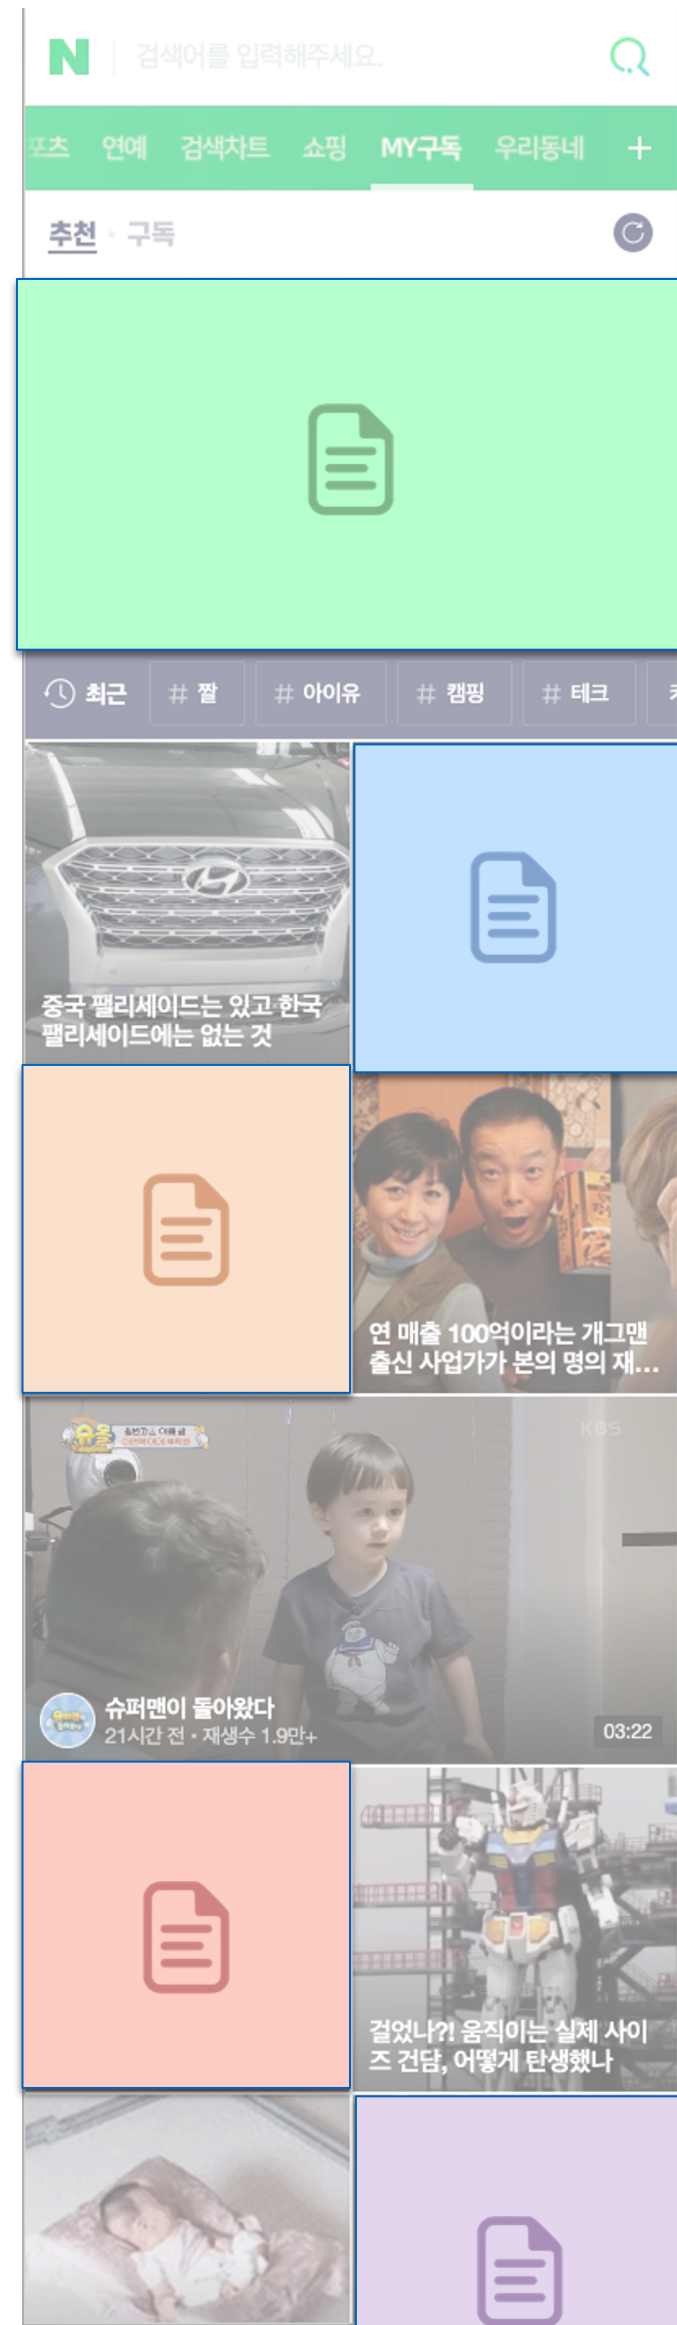 N 검색어를 입력해주세요.
포츠 연예 검색차트 쇼핑 MY구독 우리동네 +
추천 · 구독
최근 # 짤 # 아이유 # 캠핑 # 테크
중국 팰리세이드는 있고 한국
팰리세이드에는 없는 것
연 매출 100억이라는 개그맨
출신 사업가가 본의 명의 재...
슈돌
KBS
슈퍼맨이 돌아왔다
21시간 전 • 재생수 1.9만+
03:22
걸었나?! 움직이는 실제 사이
즈 건담, 어떻게 탄생했나